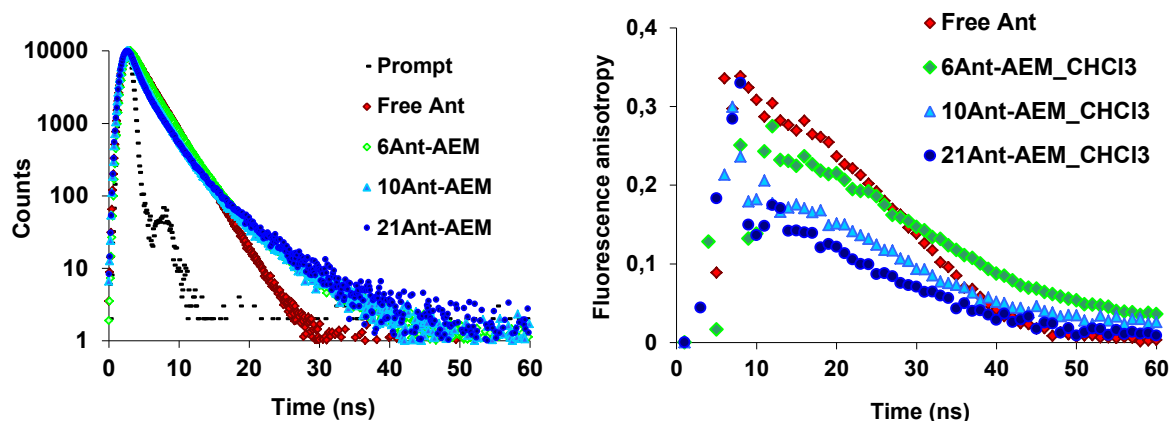 10000
1000
100
10
1
Counts
0
10
20
30
40
50
60
Time (ns)
Prompt
Free Ant
6Ant-AEM
10Ant-AEM
21Ant-AEM
0,4
0,3
0,2
0,1
0
Fluorescence anisotropy
0
10
20
30
40
50
60
Time (ns)
Free Ant
6Ant-AEM_CHCl3
10Ant-AEM_CHCl3
21Ant-AEM_CHCl3